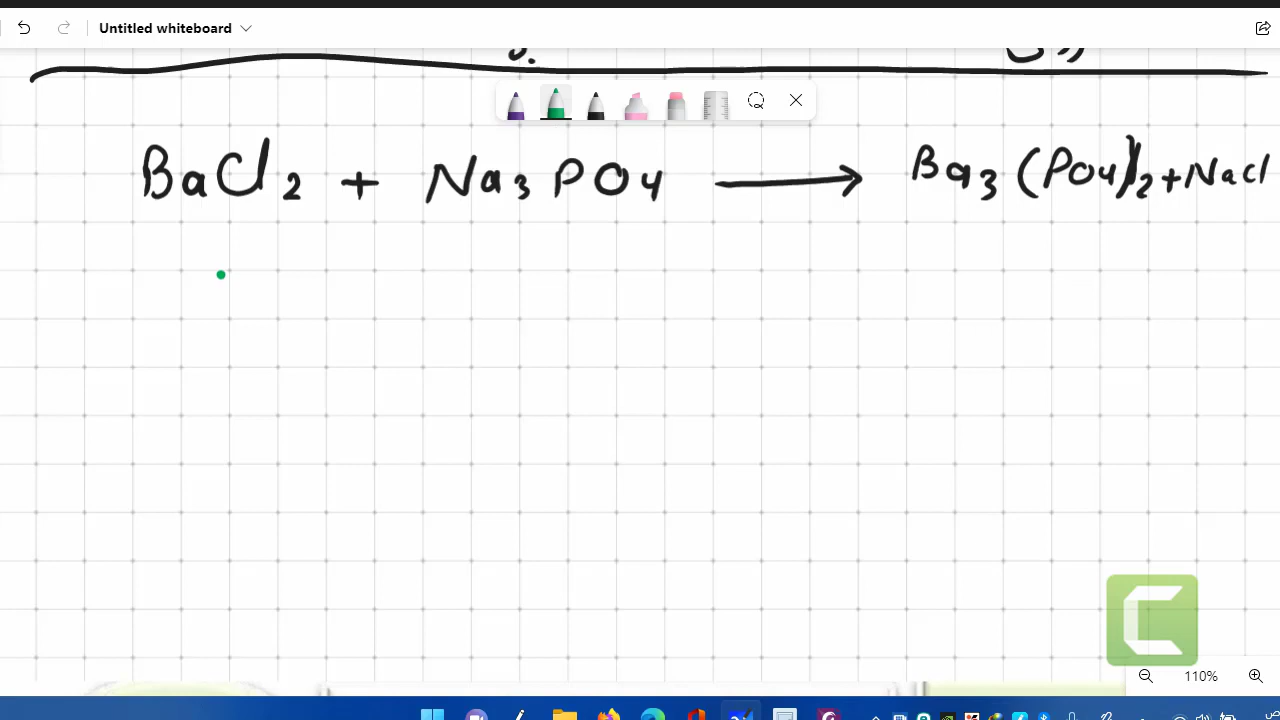 Untitled whiteboard
BaCl2 + Na3PO4 → Ba3(PO4)2+NaCl
110%